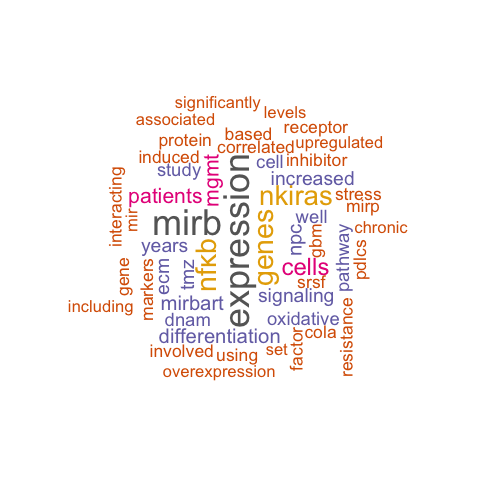 significantly
levels
associated
receptor
based
protein
correlated
upregulated
induced
cell
inhibitor
study
mgmt
increased
interacting
patients
expression
nkiras
stress
mir
mirb
genes
mirp
well
chronic
years
nfkb
npc
gbm
pathway
pdlcs
gene
markers
ecm
tmz
cells
srsf
including
mirbart
signaling
dnam
oxidative
resistance
differentiation
factor
cola
involved
using
set
overexpression